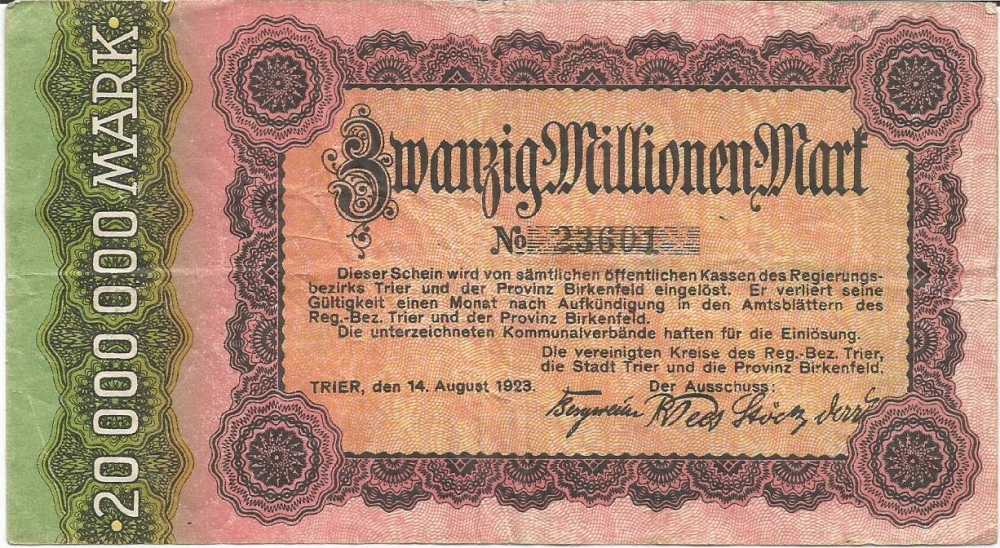 20 000 000 MARK
Zwanzig Millionen Mark
No 23601
Dieser Schein wird von sämtlichen öffentlichen Kassen des Regierungs-
bezirks Trier und der Provinz Birkenfeld eingelöst. Er verliert seine
Gültigkeit einen Monat nach Aufkündigung in den Amtsblättern des
Reg.-Bez. Trier und der Provinz Birkenfeld.
Die unterzeichneten Kommunalverbände haften für die Einlösung.
Die vereinigten Kreise des Reg.-Bez. Trier,
die Stadt Trier und die Provinz Birkenfeld.
TRIER, den 14. August 1923.
Der Ausschuss: